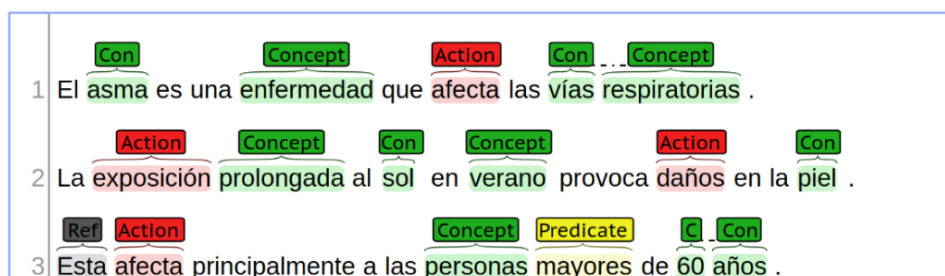 Con Concept Action Con Concept
1 El asma es una enfermedad que afecta las vías respiratorias .
Action Concept Con Concept Action Con
2 La exposición prolongada al sol en verano provoca daños en la piel .
Ref Action Concept Predicate C Con
3 Esta afecta principalmente a las personas mayores de 60 años .